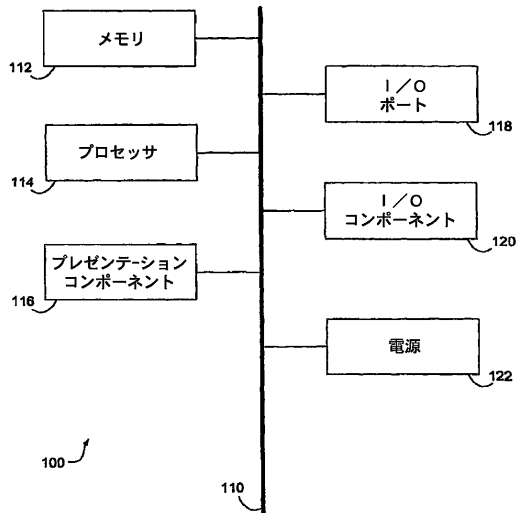 メモリ
112
プロセッサ
114
プレゼンテーション
コンポーネント
116
I/O
ポート
118
I/O
コンポーネント
120
電源
122
100
110